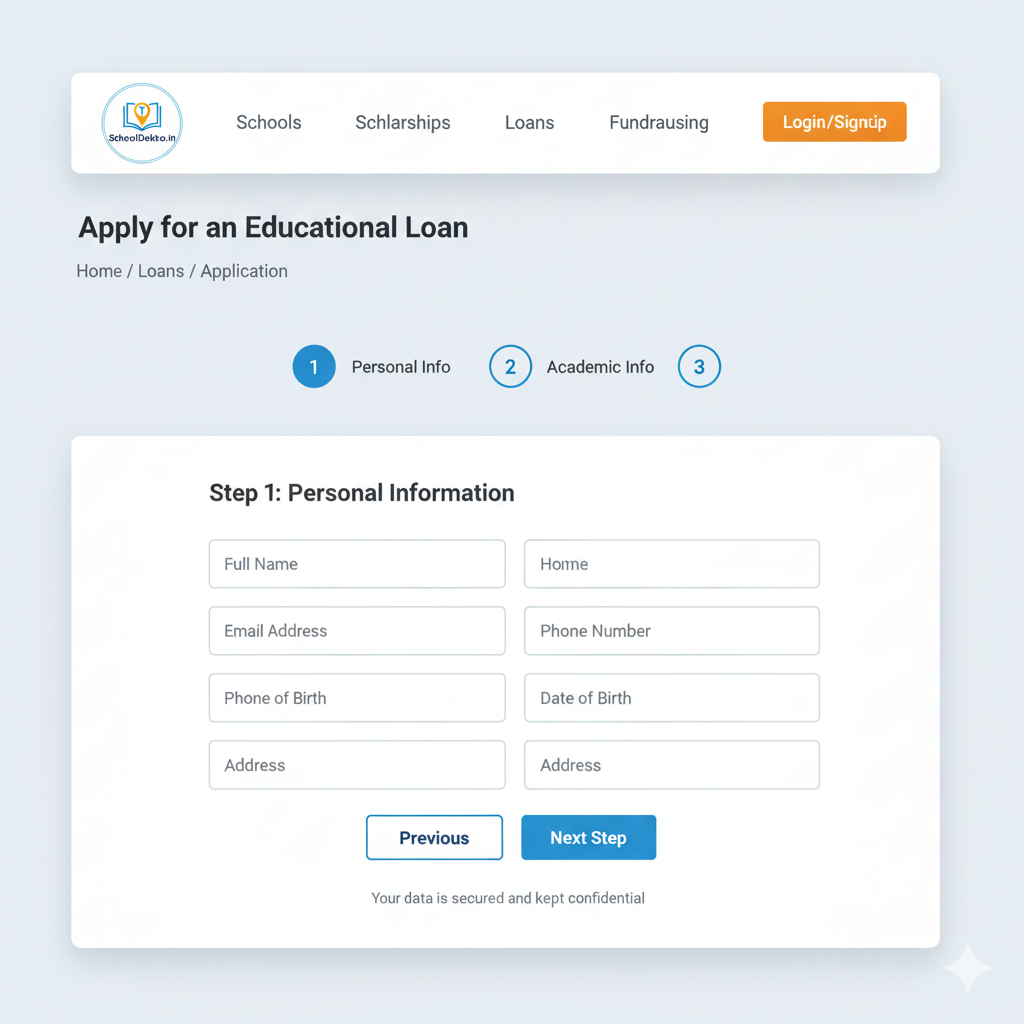 SchoolDekto.in
Schools
Schlarships
Loans
Fundrausing
Login/Signup
Apply for an Educational Loan
Home / Loans / Application
1 Personal Info 2 Academic Info 3
Step 1: Personal Information
Full Name
Home
Email Address
Phone Number
Phone of Birth
Date of Birth
Address
Address
Previous
Next Step
Your data is secured and kept confidential